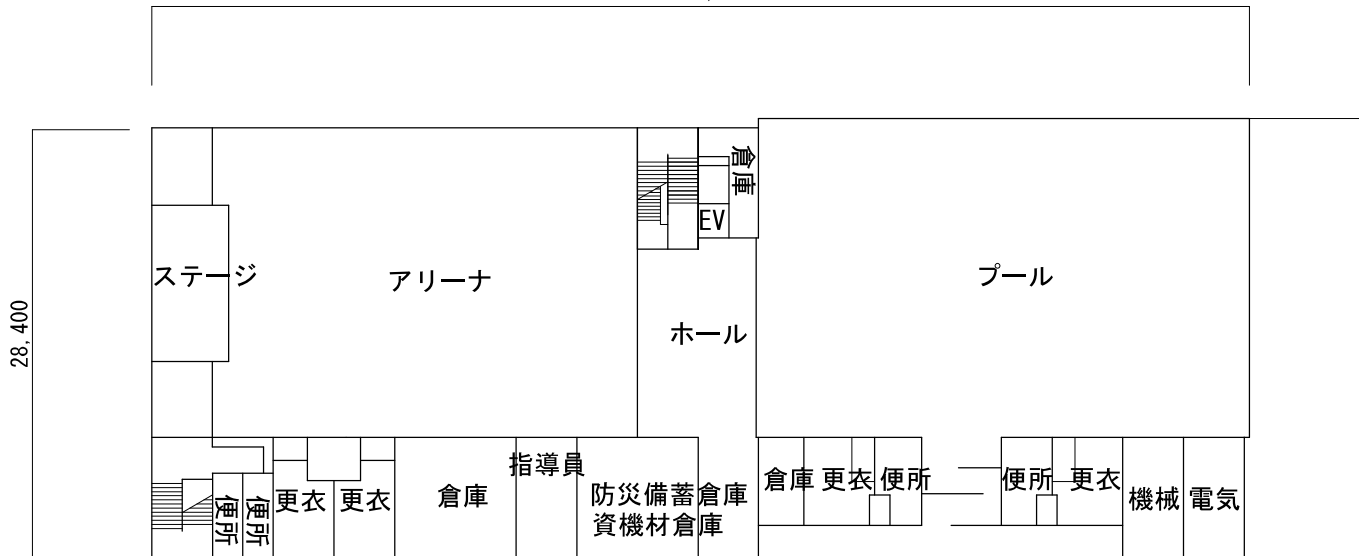 倉庫
EV
ステージ
アリーナ
プール
ホール
28,400
便所
便所
更衣
更衣
倉庫
指導員
防災備蓄倉庫
資機材倉庫
倉庫
更衣
便所
便所
更衣
機械
電気